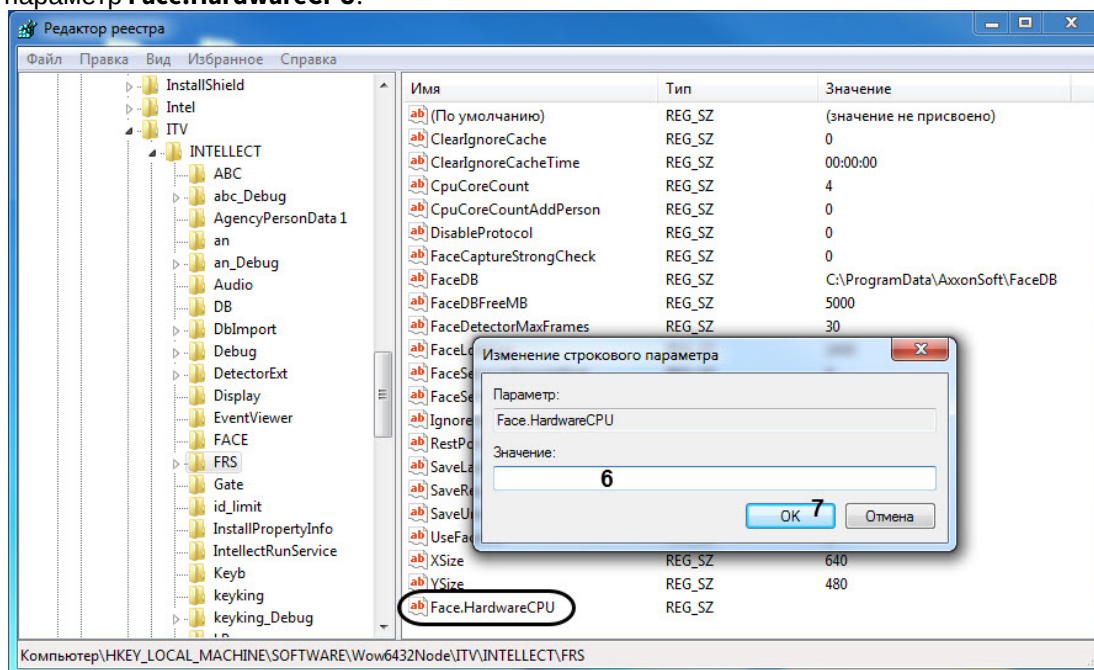 параметр Face.HardwareCPU.
Редактор реестра
Файл Правка Вид Избранное Справка
InstallShield
Intel
ITV
INTELLECT
ABC
abc_Debug
AgencyPersonData1
an
an_Debug
Audio
DB
DbImport
Debug
DetectorExt
Display
EventViewer
FACE
FRS
Gate
id_limit
InstallPropertyInfo
IntellectRunService
Keyb
keyking
keyking_Debug
Имя Тип Значение
(По умолчанию) REG_SZ (значение не присвоено)
ClearIgnoreCache REG_SZ 0
ClearIgnoreCacheTime REG_SZ 00:00:00
CpuCoreCount REG_SZ 4
CpuCoreCountAddPerson REG_SZ 0
DisableProtocol REG_SZ 0
FaceCaptureStrongCheck REG_SZ 0
FaceDB REG_SZ C:\ProgramData\AxxonSoft\FaceDB
FaceDBFreeMB REG_SZ 5000
FaceDetectorMaxFrames REG_SZ 30
XSize REG_SZ 640
YSize REG_SZ 480
Face.HardwareCPU REG_SZ
Изменение строкового параметра
Параметр:
Face.HardwareCPU
Значение:
6
OK 7 Отмена
Компьютер\HKEY_LOCAL_MACHINE\SOFTWARE\Wow6432Node\ITV\INTELLECT\FRS